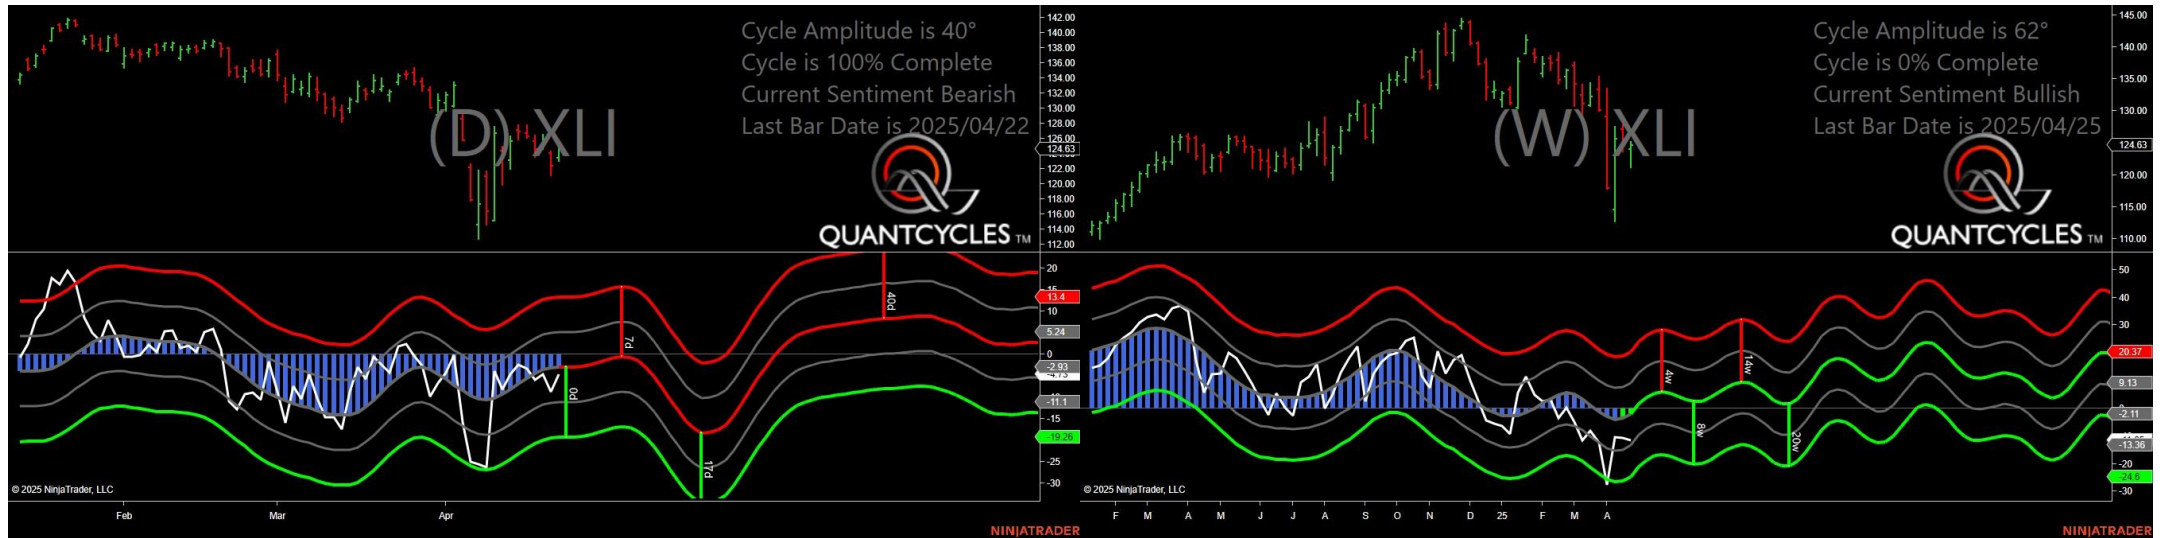 Cycle Amplitude is 40°
Cycle is 100% Complete
Current Sentiment Bearish
Last Bar Date is 2025/04/22
(D) XLI
QUANTCYCLES TM
142.00
140.00
138.00
136.00
134.00
132.00
130.00
128.00
126.00
124.63
122.00
120.00
118.00
116.00
114.00
112.00
20
15
13.4
10
5.24
0
-2.93
-4.73
-11.1
-15
-19.26
-25
-30
7d
0d
17d
40d
© 2025 NinjaTrader, LLC
Feb Mar Apr
NINJATRADER
Cycle Amplitude is 62°
Cycle is 0% Complete
Current Sentiment Bullish
Last Bar Date is 2025/04/25
(W) XLI
QUANTCYCLES TM
145.00
140.00
135.00
130.00
124.63
120.00
115.00
110.00
50
40
30
20.37
9.13
-2.11
-13.36
-20
-24.6
-30
4w
14w
8w
20w
© 2025 NinjaTrader, LLC
F M A M J J A S O N D 25 F M A
NINJATRADER